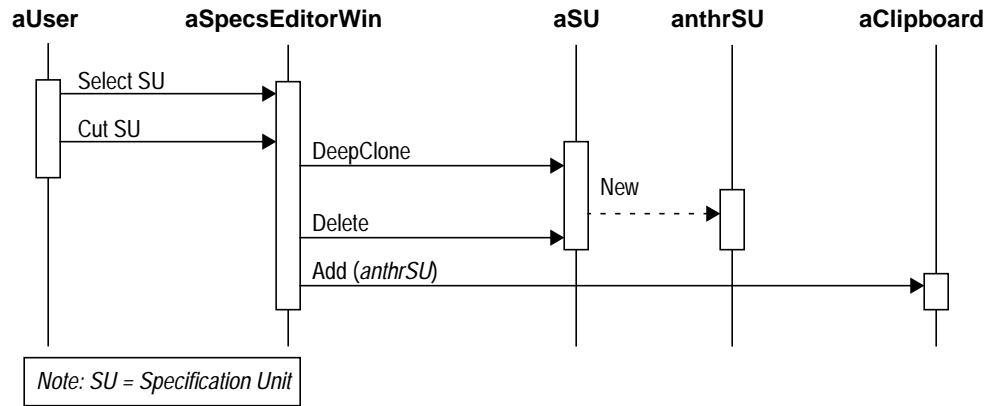 aUser aSpecsEditorWin aSU anthrSU aClipboard
Select SU
Cut SU
DeepClone
New
Delete
Add (anthrSU)
Note: SU = Specification Unit